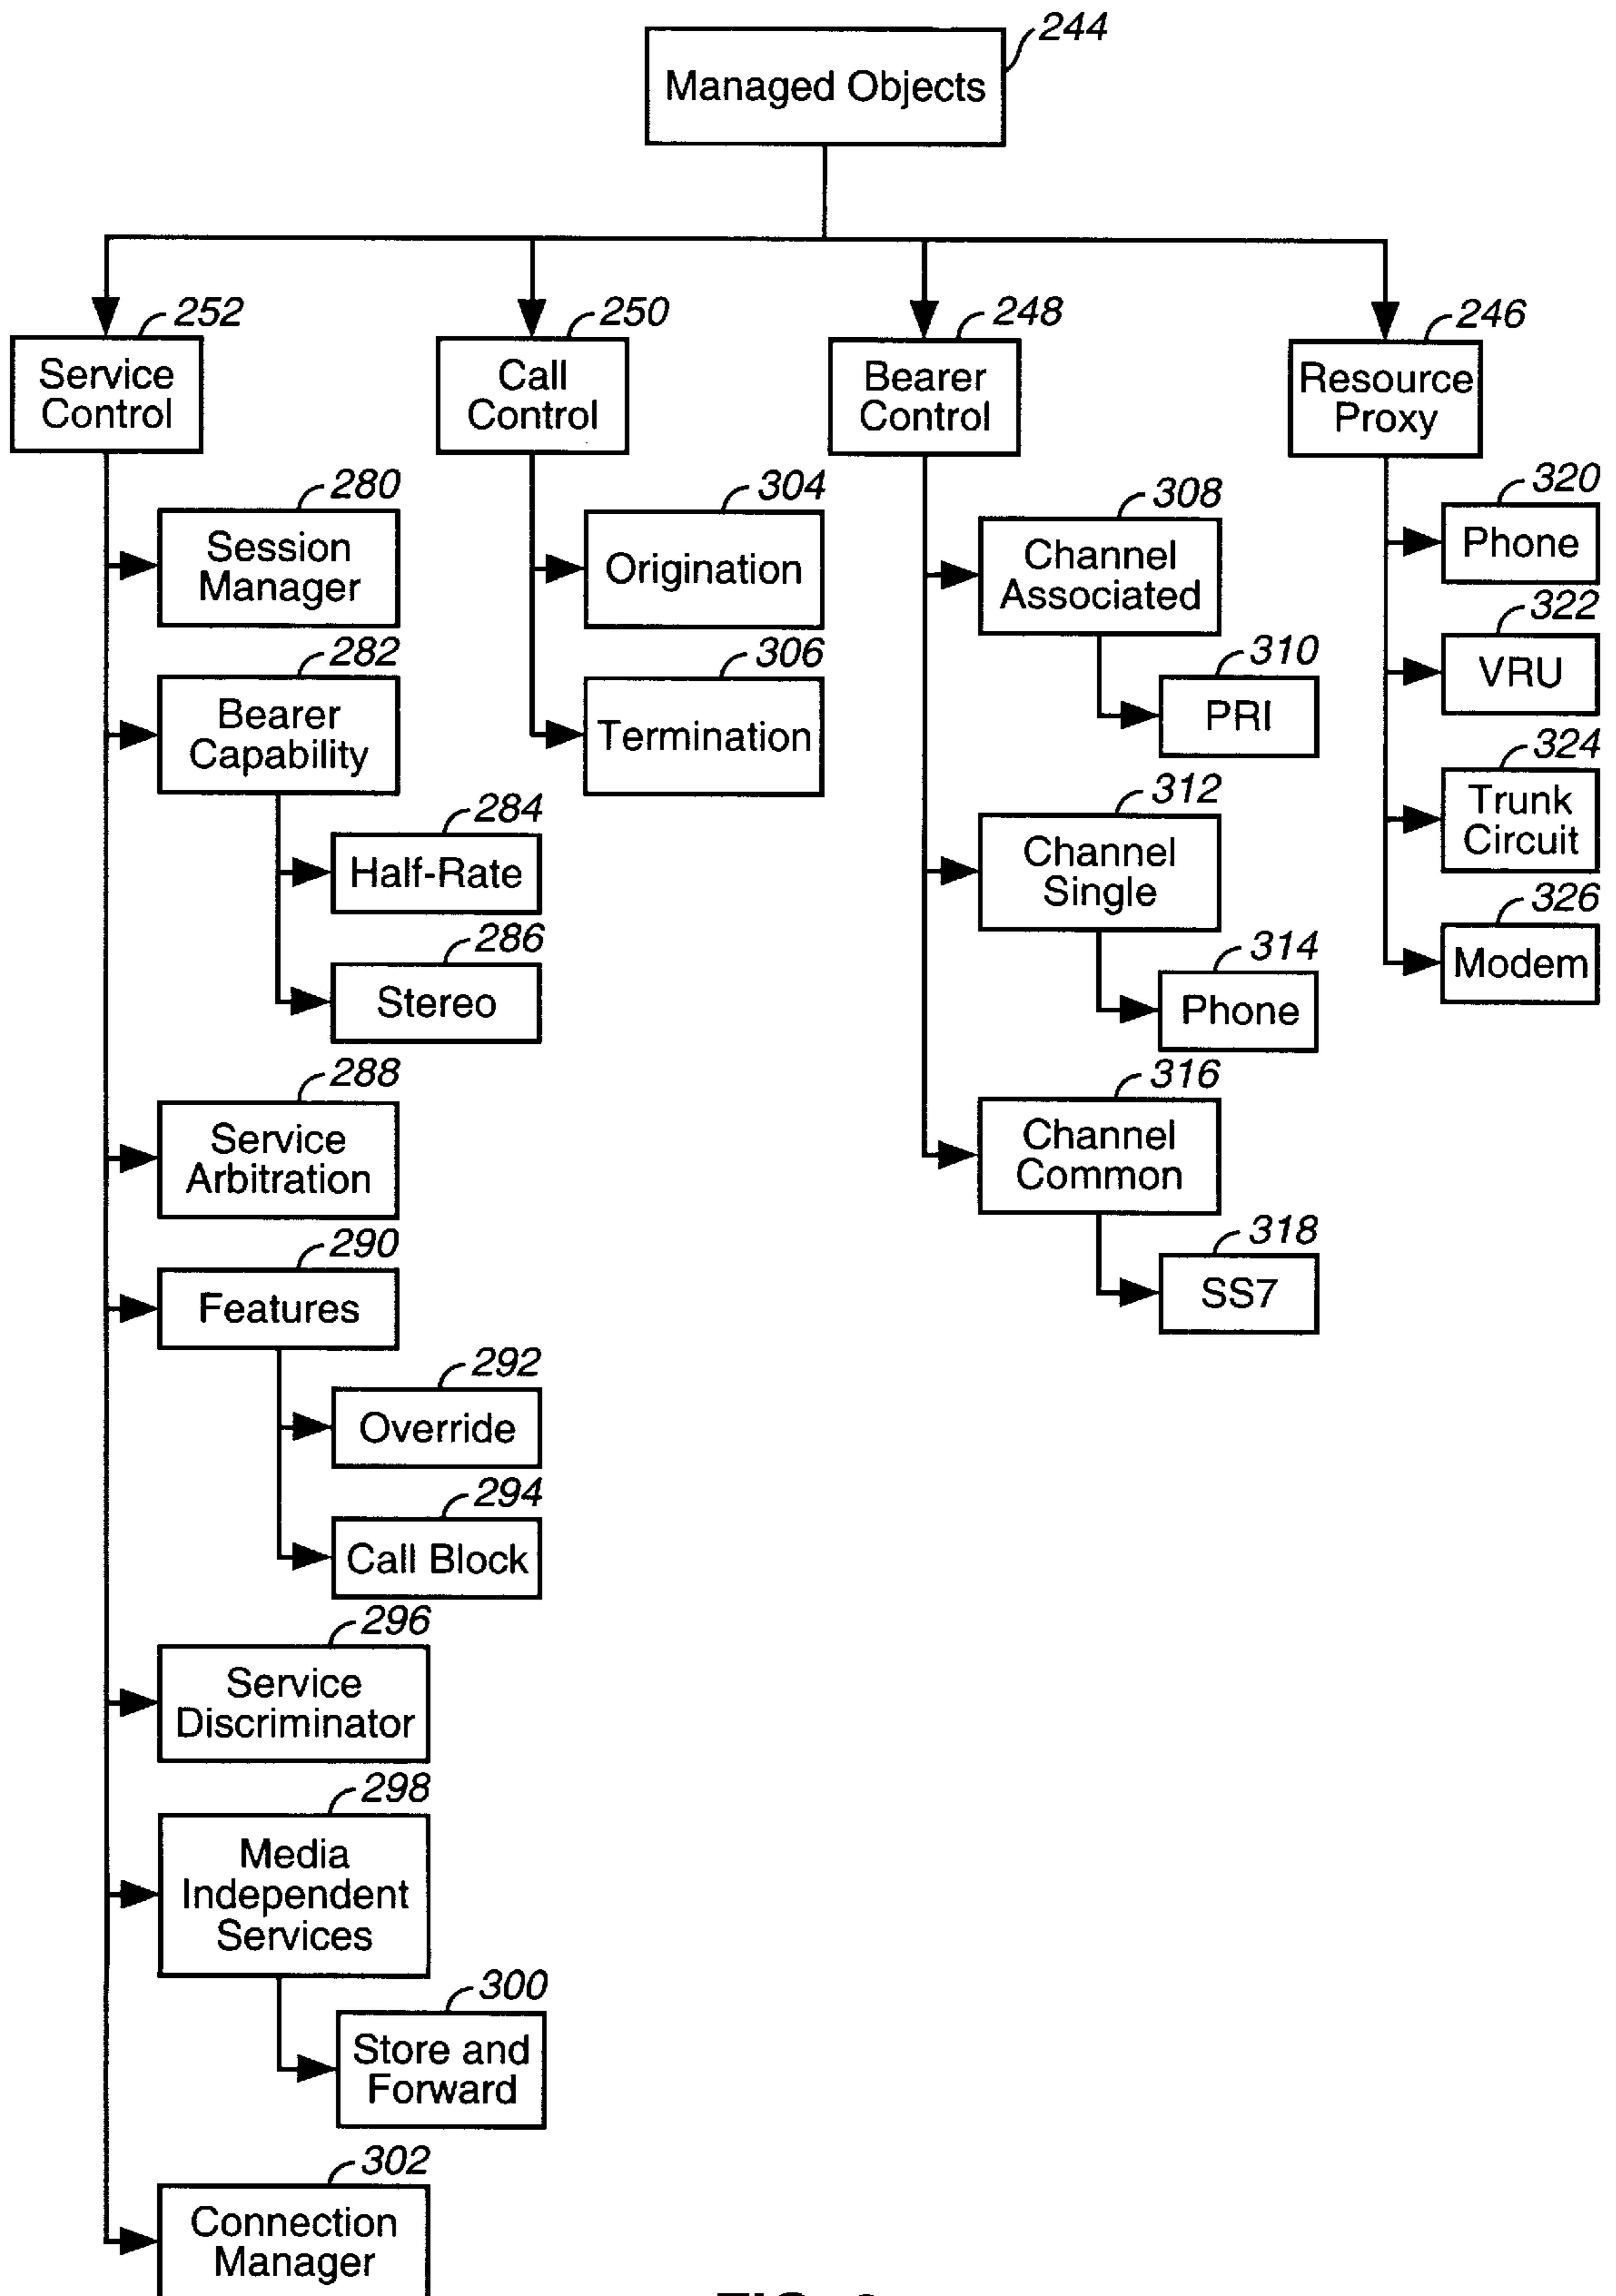 244
Managed Objects
252
Service
Control
250
Call
Control
248
Bearer
Control
246
Resource
Proxy
280
Session
Manager
282
Bearer
Capability
284
Half-Rate
286
Stereo
288
Service
Arbitration
290
Features
292
Override
294
Call Block
296
Service
Discriminator
298
Media
Independent
Services
300
Store and
Forward
302
Connection
Manager
304
Origination
306
Termination
308
Channel
Associated
310
PRI
312
Channel
Single
314
Phone
316
Channel
Common
318
SS7
320
Phone
322
VRU
324
Trunk
Circuit
326
Modem